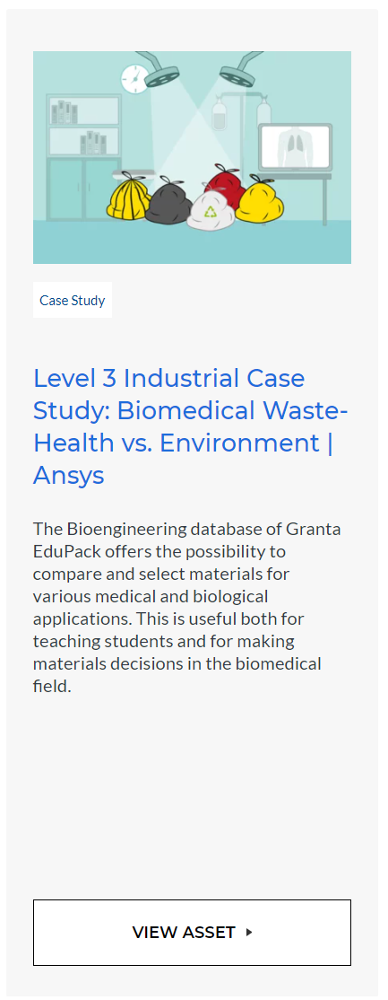 Case Study
Level 3 Industrial Case
Study: Biomedical Waste-
Health vs. Environment |
Ansys
The Bioengineering database of Granta
EduPack offers the possibility to
compare and select materials for
various medical and biological
applications. This is useful both for
teaching students and for making
materials decisions in the biomedical
field.
VIEW ASSET